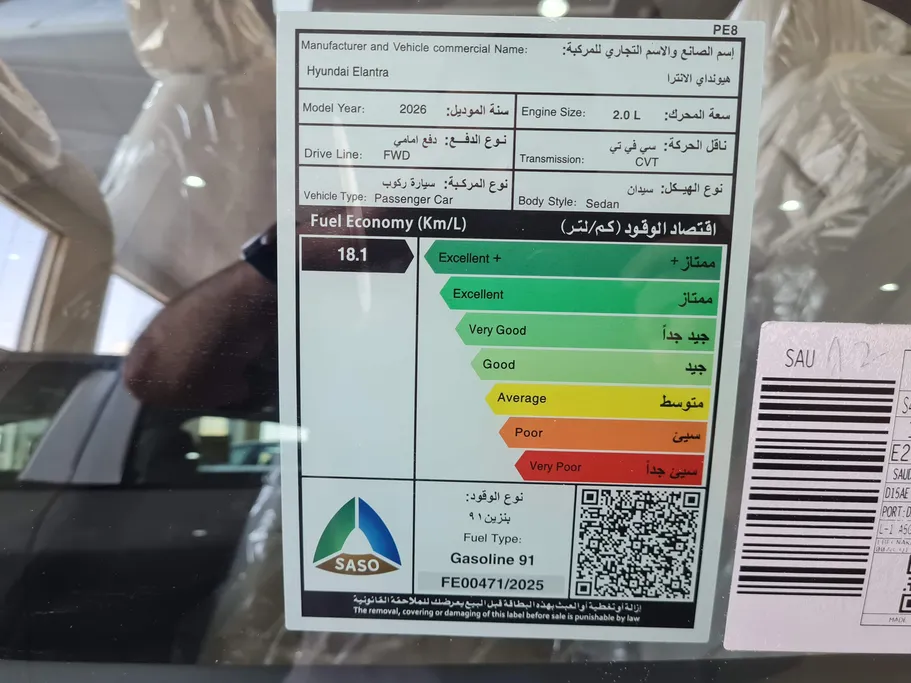 PE8
Manufacturer and Vehicle commercial Name: إسم الصانع والاسم التجاري للمركبة:
Hyundai Elantra هيونداي الانترا
Model Year: 2026 سنة الموديل:
Engine Size: 2.0 L سعة المحرك:
نوع الدفـع: دفع امامي
Drive Line: FWD
ناقل الحركة: سي في تي
Transmission: CVT
نوع المركبة: سيارة ركوب
Vehicle Type: Passenger Car
نوع الهيـكل: سيدان
Body Style: Sedan
Fuel Economy (Km/L) اقتصاد الوقود (كم/لتـر)
18.1
Excellent + ممتاز +
Excellent ممتاز
Very Good جيد جداً
Good جيد
Average متوسط
Poor سيئ
Very Poor سيئ جداً
نوع الوقود:
بنزين ٩١
Fuel Type:
Gasoline 91
FE00471/2025
SASO
إزالة أو تغطية أو العبث بهذه البطاقة قبل البيع يعرضك للملاحقة القانونية
The removal, covering or damaging of this label before sale is punishable by law
SAU
E2
SAUD
D15AE
PORT:D